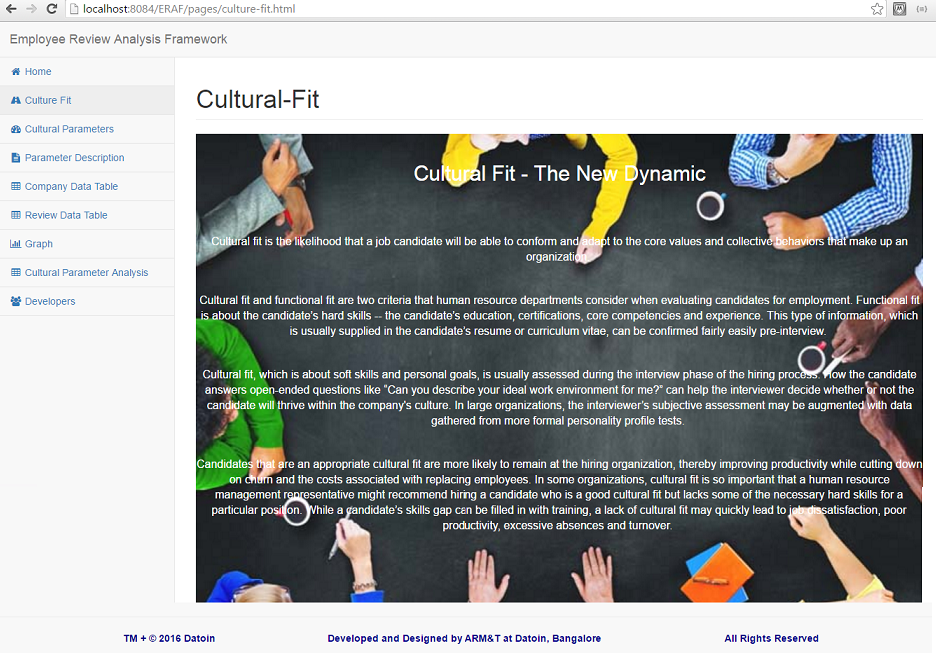 localhost:8084/ERAF/pages/culture-fit.html
Employee Review Analysis Framework
Home
Culture Fit
Cultural Parameters
Parameter Description
Company Data Table
Review Data Table
Graph
Cultural Parameter Analysis
Developers
Cultural-Fit
Cultural Fit - The New Dynamic
Cultural fit is the likelihood that a job candidate will be able to conform and adapt to the core values and collective behaviors that make up an
organization.
Cultural fit and functional fit are two criteria that human resource departments consider when evaluating candidates for employment. Functional fit
is about the candidate's hard skills -- the candidate's education, certifications, core competencies and experience. This type of information, which
is usually supplied in the candidate's resume or curriculum vitae, can be confirmed fairly easily pre-interview.
Cultural fit, which is about soft skills and personal goals, is usually assessed during the interview phase of the hiring process. How the candidate
answers open-ended questions like "Can you describe your ideal work environment for me?" can help the interviewer decide whether or not the
candidate will thrive within the company's culture. In large organizations, the interviewer's subjective assessment may be augmented with data
gathered from more formal personality profile tests.
Candidates that are an appropriate cultural fit are more likely to remain at the hiring organization, thereby improving productivity while cutting down
on churn and the costs associated with replacing employees. In some organizations, cultural fit is so important that a human resource
management representative might recommend hiring a candidate who is a good cultural fit but lacks some of the necessary hard skills for a
particular position. While a candidate's skills gap can be filled in with training, a lack of cultural fit may quickly lead to job dissatisfaction, poor
productivity, excessive absences and turnover.
TM + © 2016 Datoin Developed and Designed by ARM&T at Datoin, Bangalore All Rights Reserved